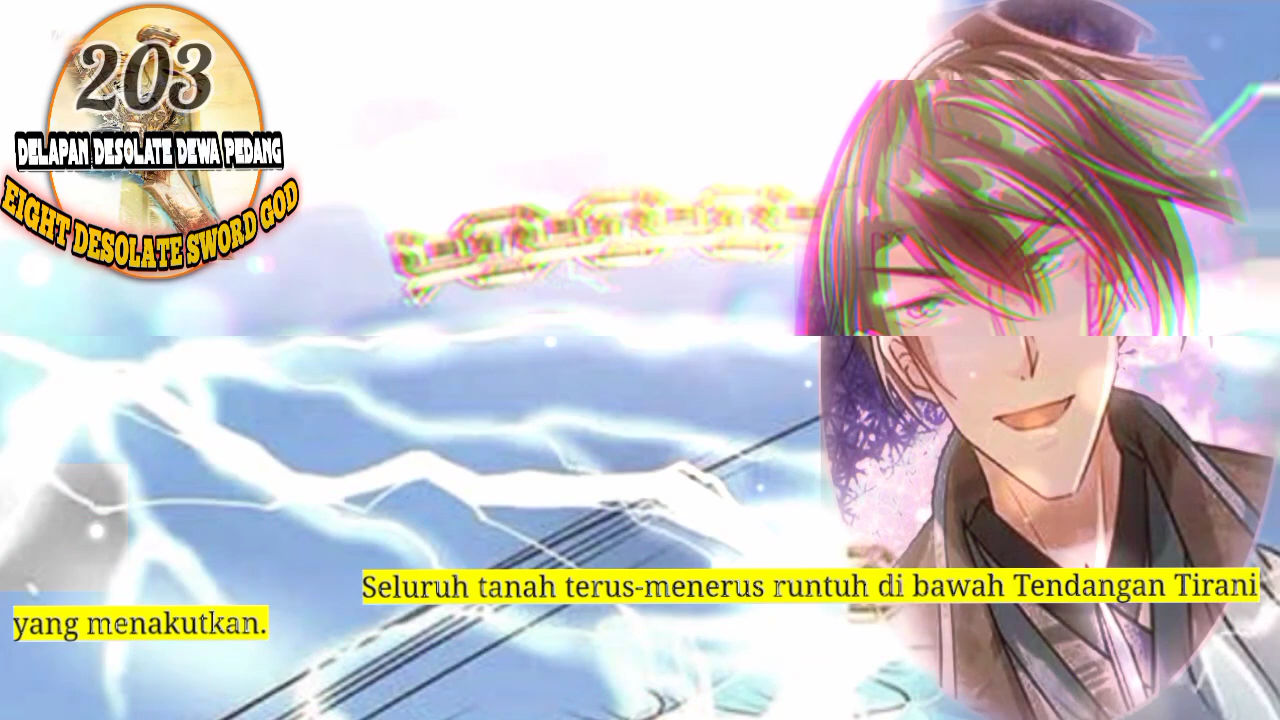 203
DELAPAN DESOLATE DEWA PEDANG
EIGHT DESOLATE SWORD GOD
Seluruh tanah terus-menerus runtuh di bawah Tendangan Tirani
yang menakutkan.